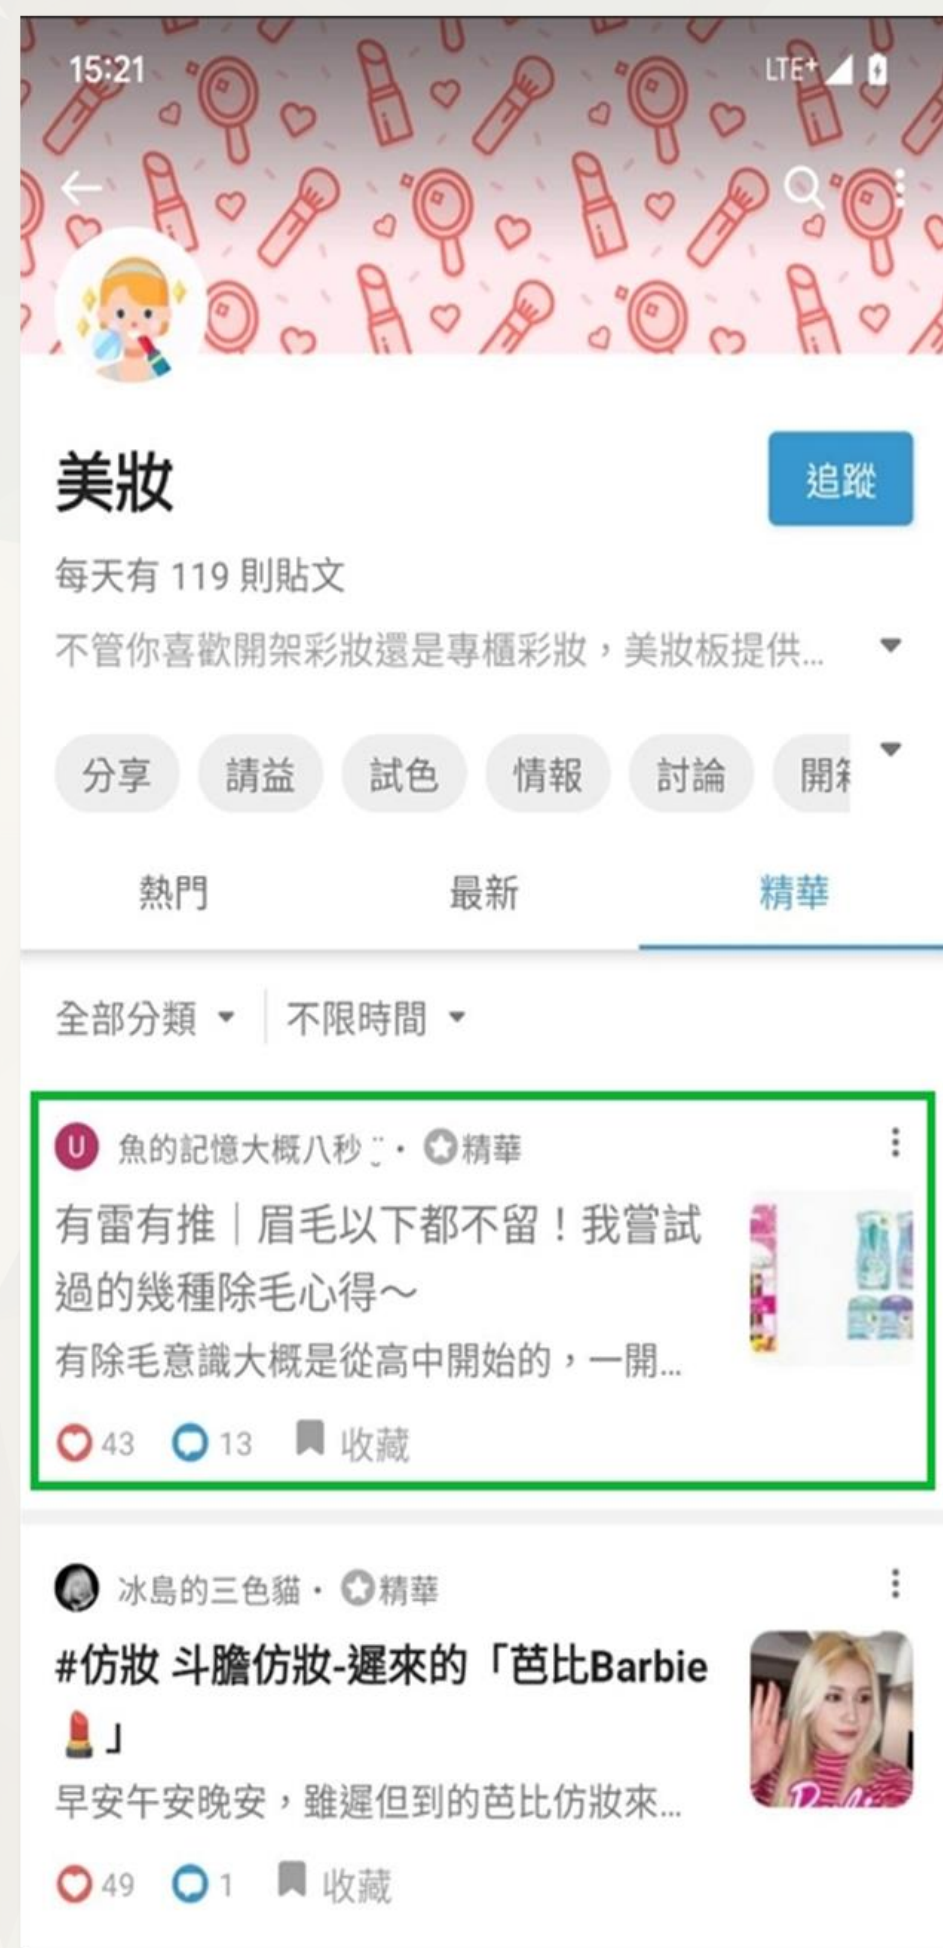 15:21 LTE+
美妝
追蹤
每天有 119 則貼文
不管你喜歡開架彩妝還是專櫃彩妝，美妝板提供...
分享 請益 試色 情報 討論 開箱
熱門 最新 精華
全部分類 不限時間
U 魚的記憶大概八秒 ¨̮ · 精華
有雷有推｜眉毛以下都不留！我嘗試
過的幾種除毛心得～
有除毛意識大概是從高中開始的，一開...
43 13 收藏
冰島的三色貓 · 精華
#仿妝 斗膽仿妝-遲來的「芭比Barbie
💄」
早安午安晚安，雖遲但到的芭比仿妝來...
49 1 收藏